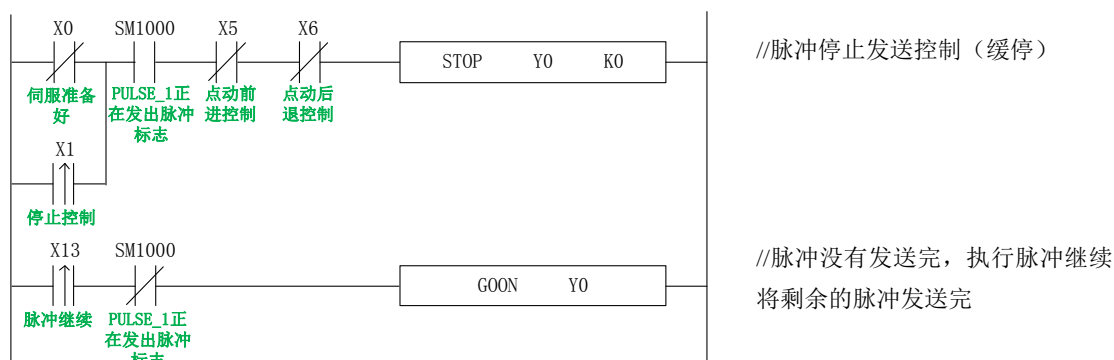 X0 SM1000 X5 X6
STOP Y0 K0
//脉冲停止发送控制（缓停）
伺服准备好
PULSE_1正在发出脉冲标志
点动前进控制
点动后退控制
X1
停止控制
X13 SM1000
GOON Y0
//脉冲没有发送完，执行脉冲继续
将剩余的脉冲发送完
脉冲继续
PULSE_1正
在发出脉冲
标志